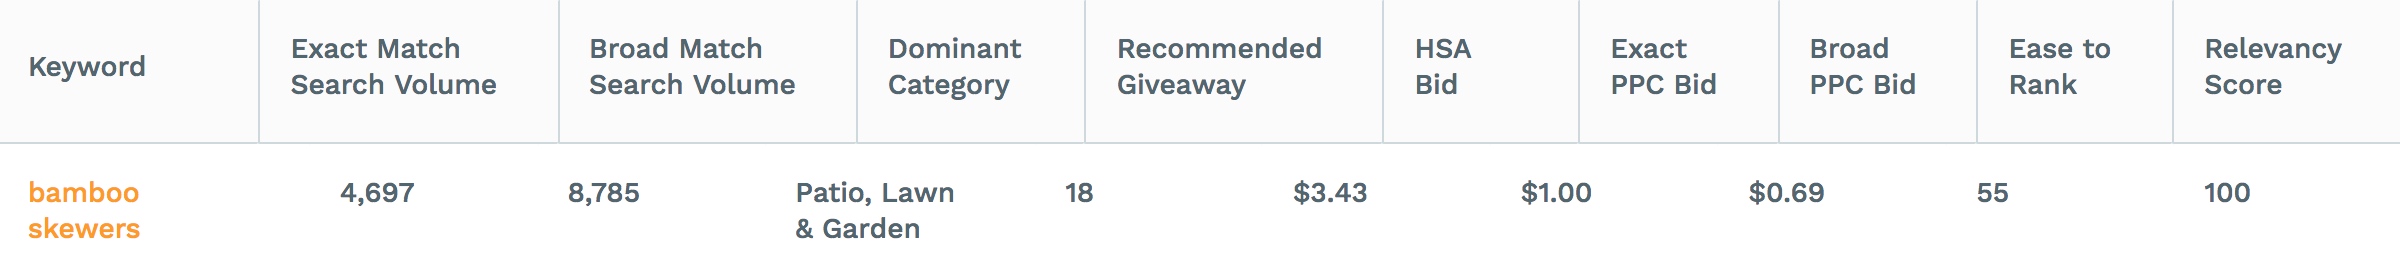 Keyword
Exact Match
Search Volume
Broad Match
Search Volume
Dominant
Category
Recommended
Giveaway
HSA
Bid
Exact
PPC Bid
Broad
PPC Bid
Ease to
Rank
Relevancy
Score
bamboo
skewers
4,697
8,785
Patio, Lawn
& Garden
18
$3.43
$1.00
$0.69
55
100